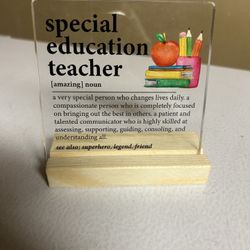 special
education
teacher
[amazing] noun
a very special person who changes lives daily. a
compassionate person who is completely focused
on bringing out the best in others. a patient and
talented communicator who is highly skilled at
assessing, supporting, guiding, consoling, and
understanding all.
see also; superhero, legend, friend